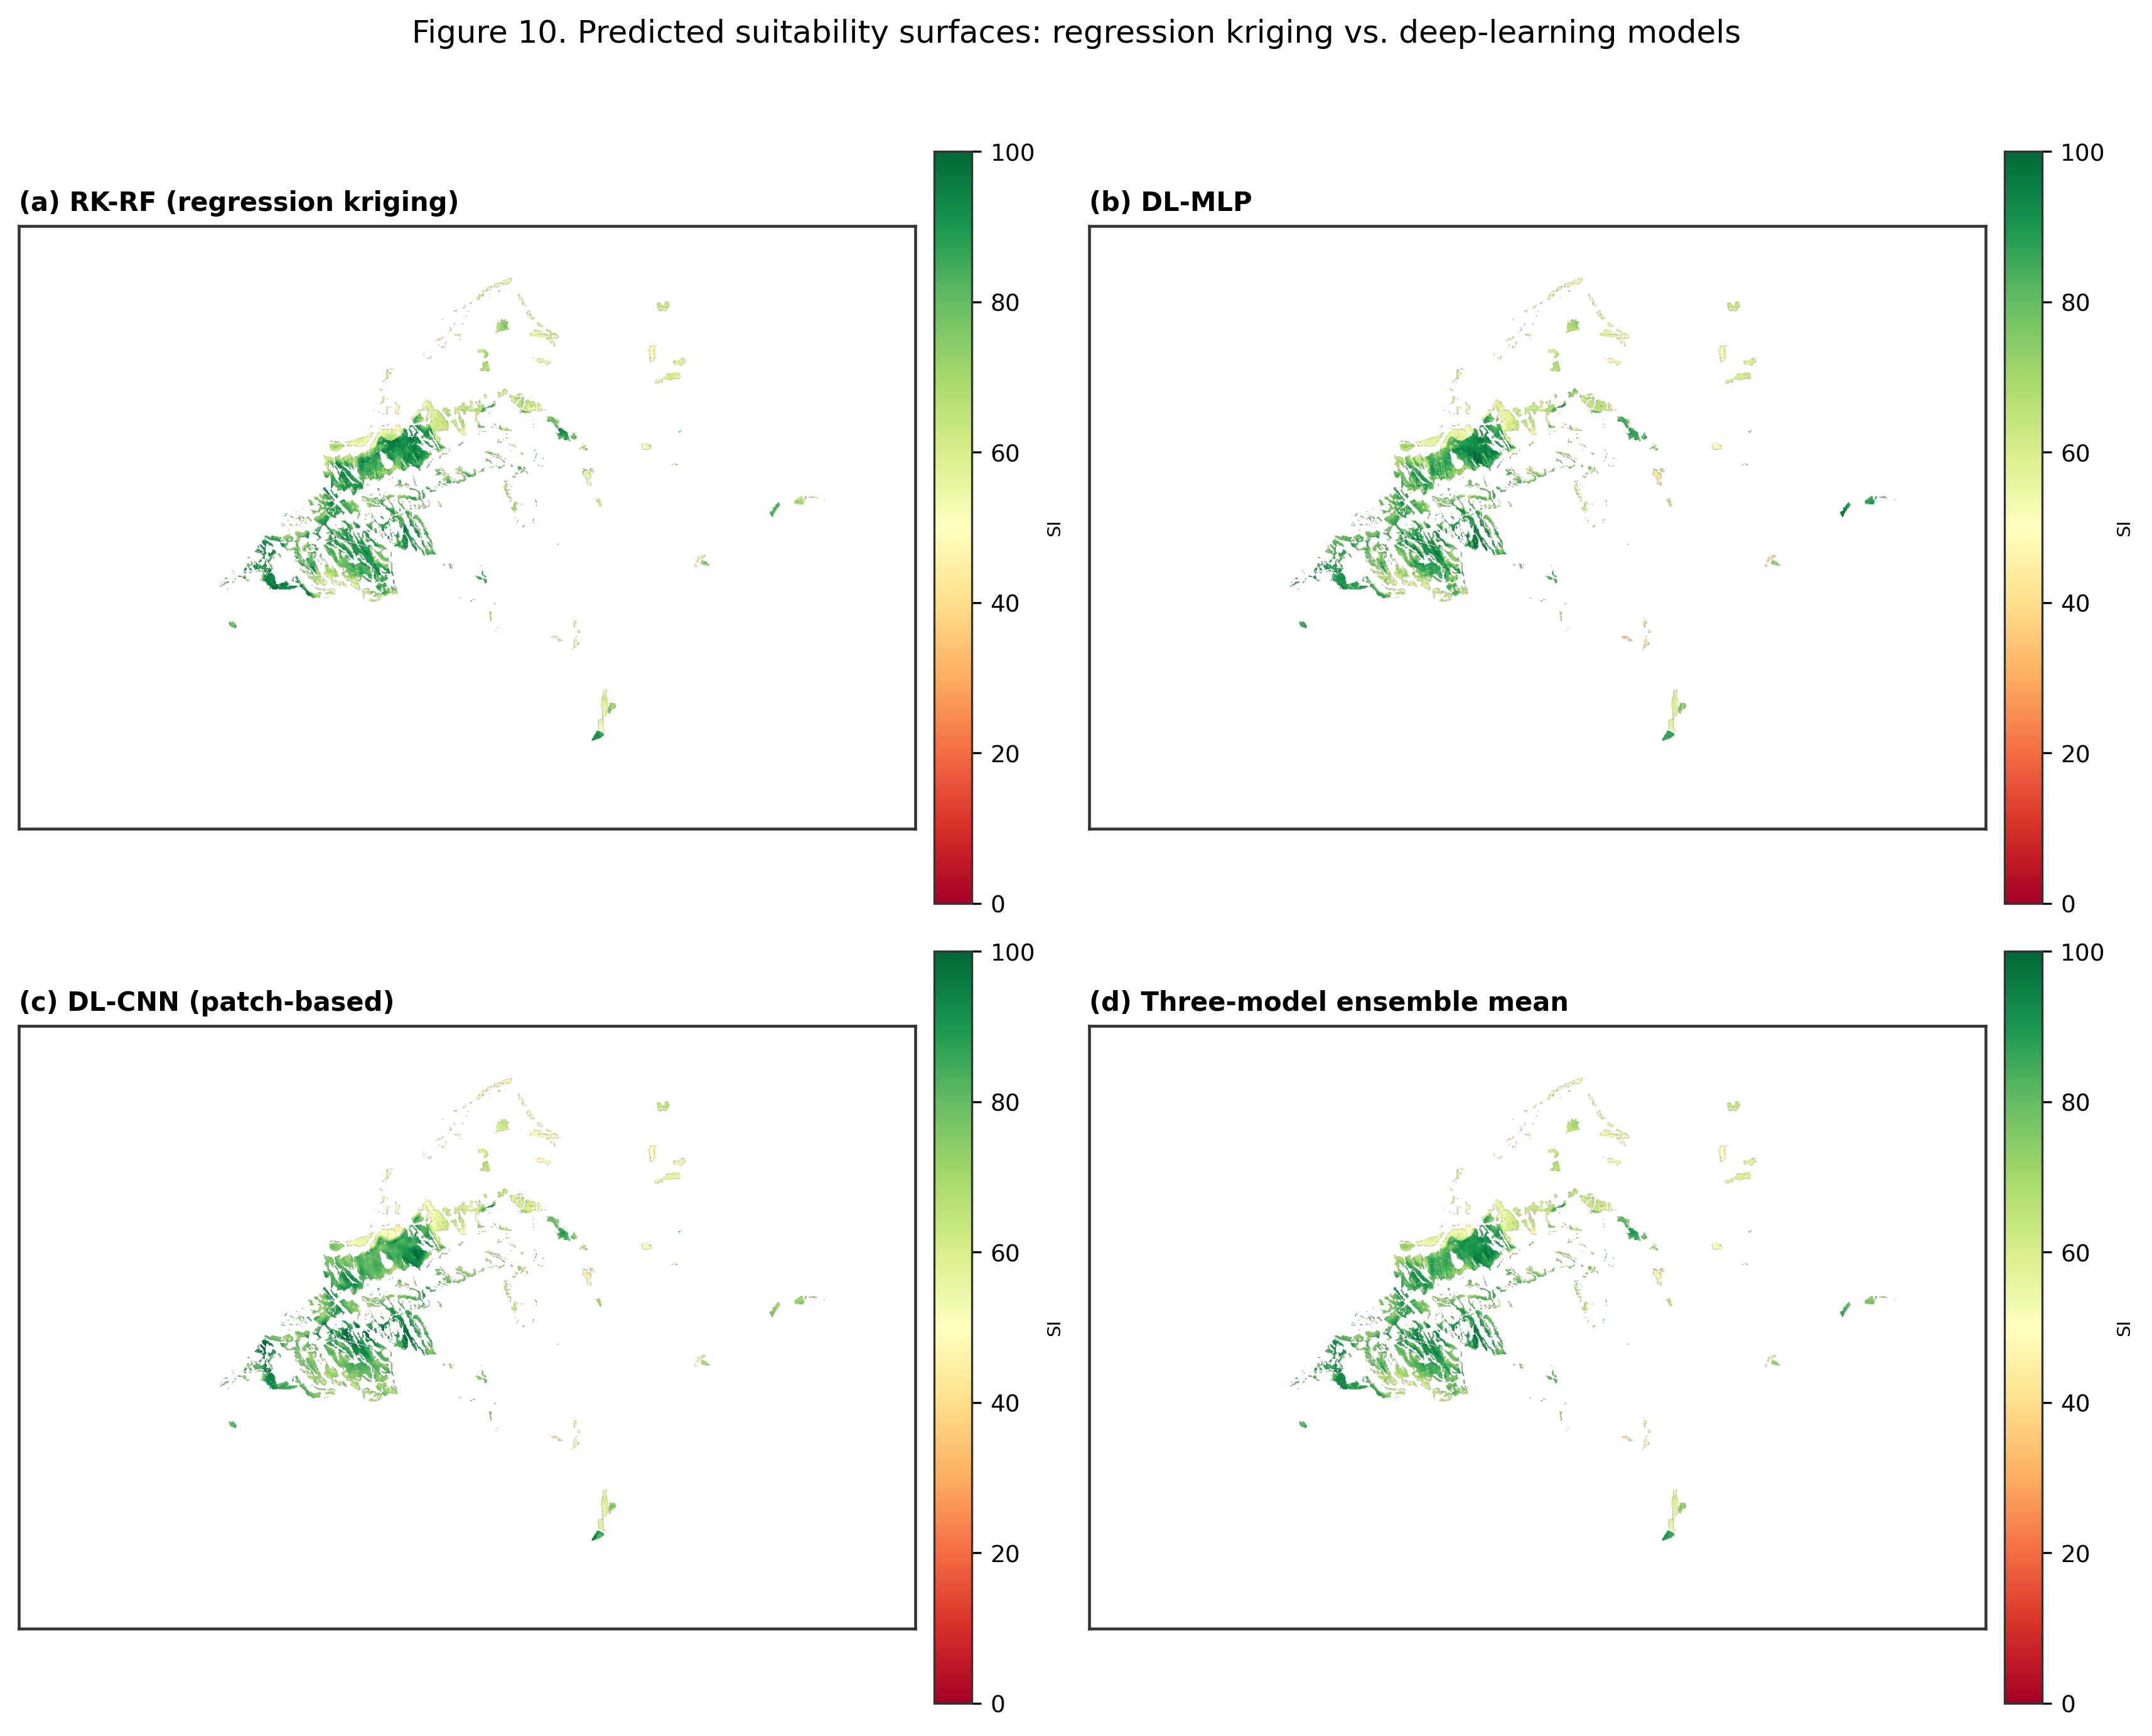 Figure 10. Predicted suitability surfaces: regression kriging vs. deep-learning models
(a) RK-RF (regression kriging)
100
80
60
40
20
0
SI
(b) DL-MLP
100
80
60
40
20
0
SI
(c) DL-CNN (patch-based)
100
80
60
40
20
0
SI
(d) Three-model ensemble mean
100
80
60
40
20
0
SI